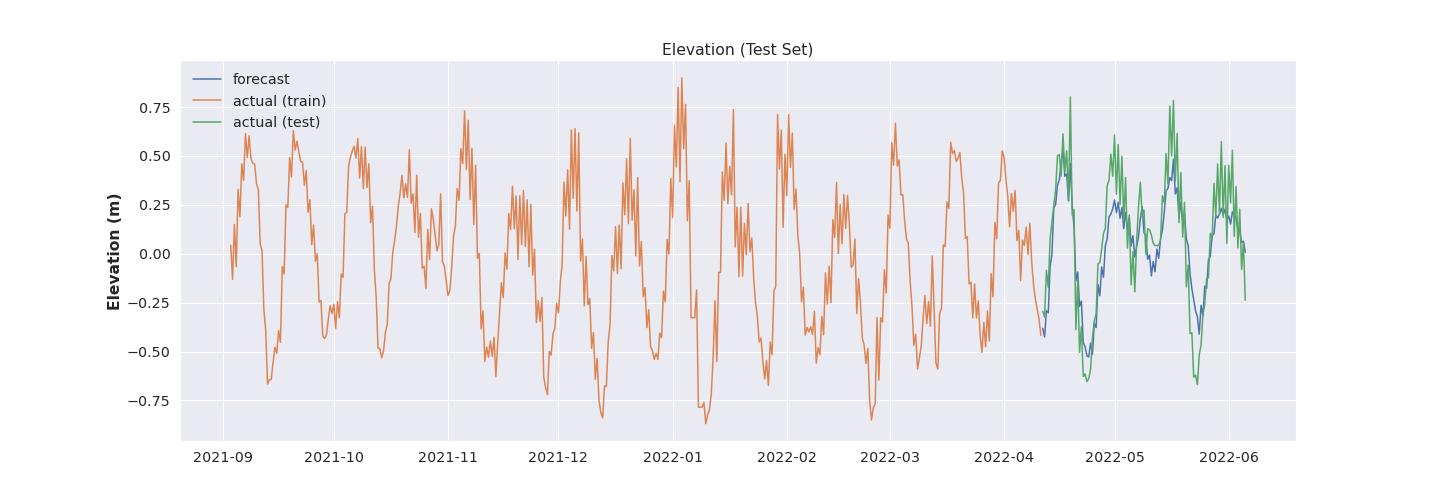 Elevation (Test Set)
forecast
actual (train)
actual (test)
Elevation (m)
0.75
0.50
0.25
0.00
−0.25
−0.50
−0.75
2021-09 2021-10 2021-11 2021-12 2022-01 2022-02 2022-03 2022-04 2022-05 2022-06